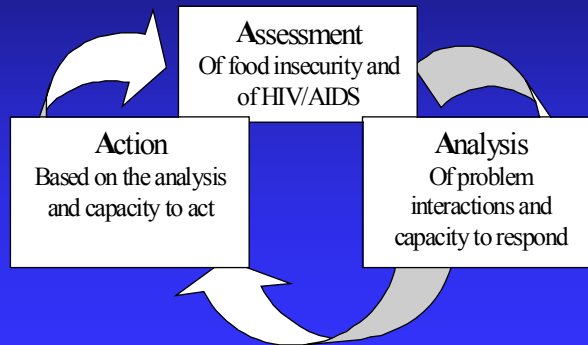 Assessment
Of food insecurity and
of HIV/AIDS
Action
Based on the analysis
and capacity to act
Analysis
Of problem
interactions and
capacity to respond